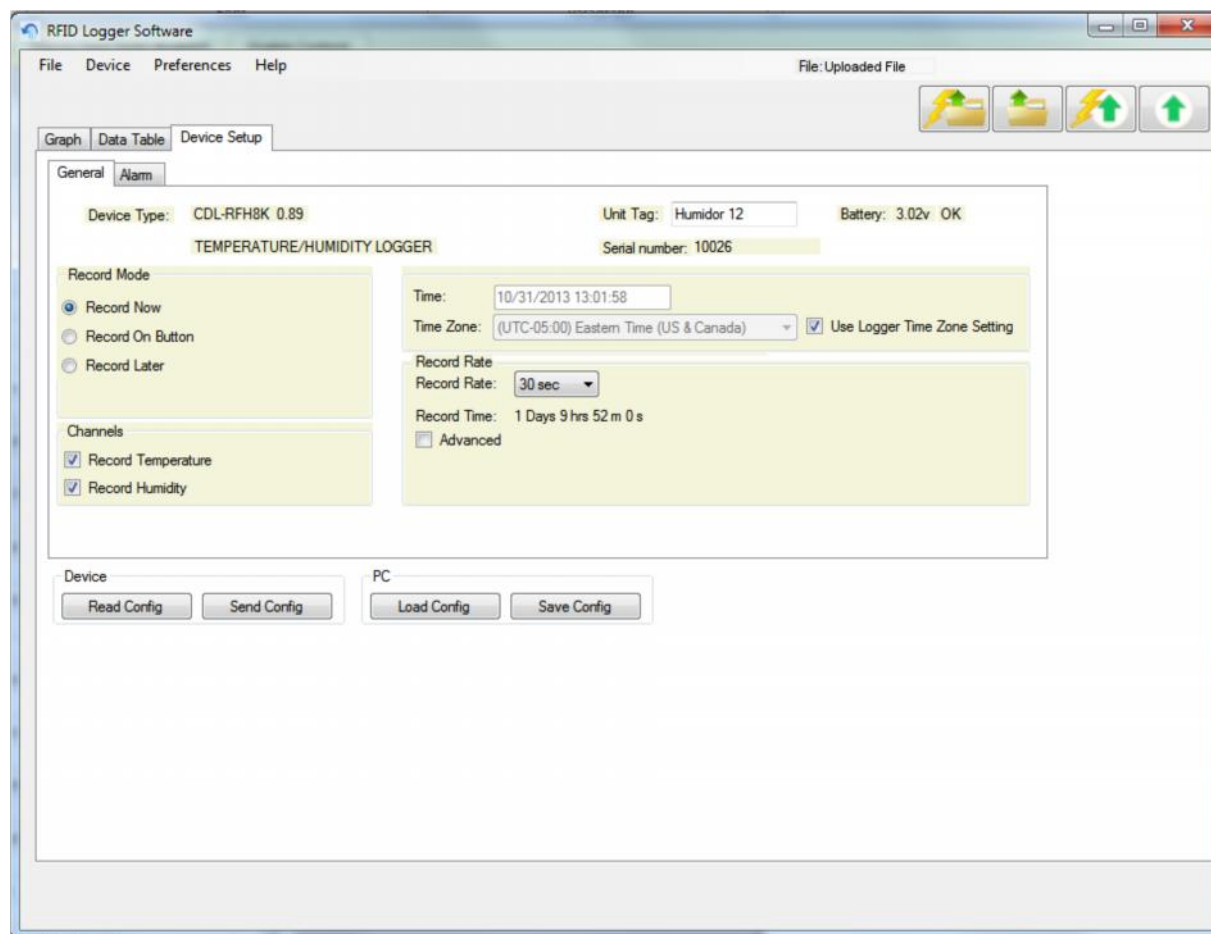 RFID Logger Software
File Device Preferences Help File: Uploaded File
Graph Data Table Device Setup
General Alarm
Device Type: CDL-RFH8K 0.89 Unit Tag: Humidor 12 Battery: 3.02v OK
TEMPERATURE/HUMIDITY LOGGER Serial number: 10026
Record Mode
Record Now
Record On Button
Record Later
Time: 10/31/2013 13:01:58
Time Zone: (UTC-05:00) Eastern Time (US & Canada) Use Logger Time Zone Setting
Record Rate
Record Rate: 30 sec
Record Time: 1 Days 9 hrs 52 m 0 s
Advanced
Channels
Record Temperature
Record Humidity
Device
Read Config Send Config
PC
Load Config Save Config